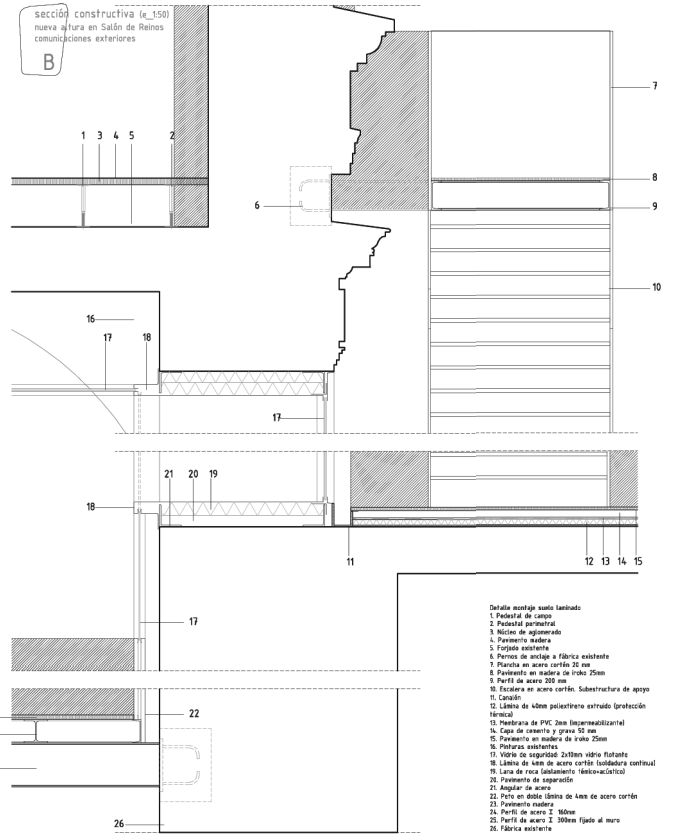 sección constructiva (e_1:50)
nueva altura en Salón de Reinos
comunicaciones exteriores
B
1 3 4 5 2
7
8
6
9
10
16
17 18
17
21 20 19
18
11 12 13 14 15
17
22
26
Detalle montaje suelo laminado
1. Pedestal de campo
2. Pedestal perimetral
3. Núcleo de aglomerado
4. Pavimento madera
5. Forjado existente
6. Pernos de anclaje a fábrica existente
7. Plancha en acero cortén 20 mm
8. Pavimento en madera de iroko 25mm
9. Perfil de acero 200 mm
10. Escalera en acero cortén. Subestructura de apoyo
11. Canalón
12. Lámina de 40mm poliextireno extruido (protección
térmica)
13. Membrana de PVC 2mm (impermeabilizante)
14. Capa de cemento y grava 50 mm
15. Pavimento en madera de iroko 25mm
16. Pinturas existentes
17. Vidrio de seguridad: 2x10mm vidrio flotante
18. Lámina de 4mm de acero cortén (soldadura continua)
19. Lana de roca (aislamiento témico+acústico)
20. Pavimento de separación
21. Angular de acero
22. Peto en doble lámina de 4mm de acero cortén
23. Pavimento madera
24. Perfil de acero I 160mm
25. Perfil de acero I 300mm fijado al muro
26. Fábrica existente